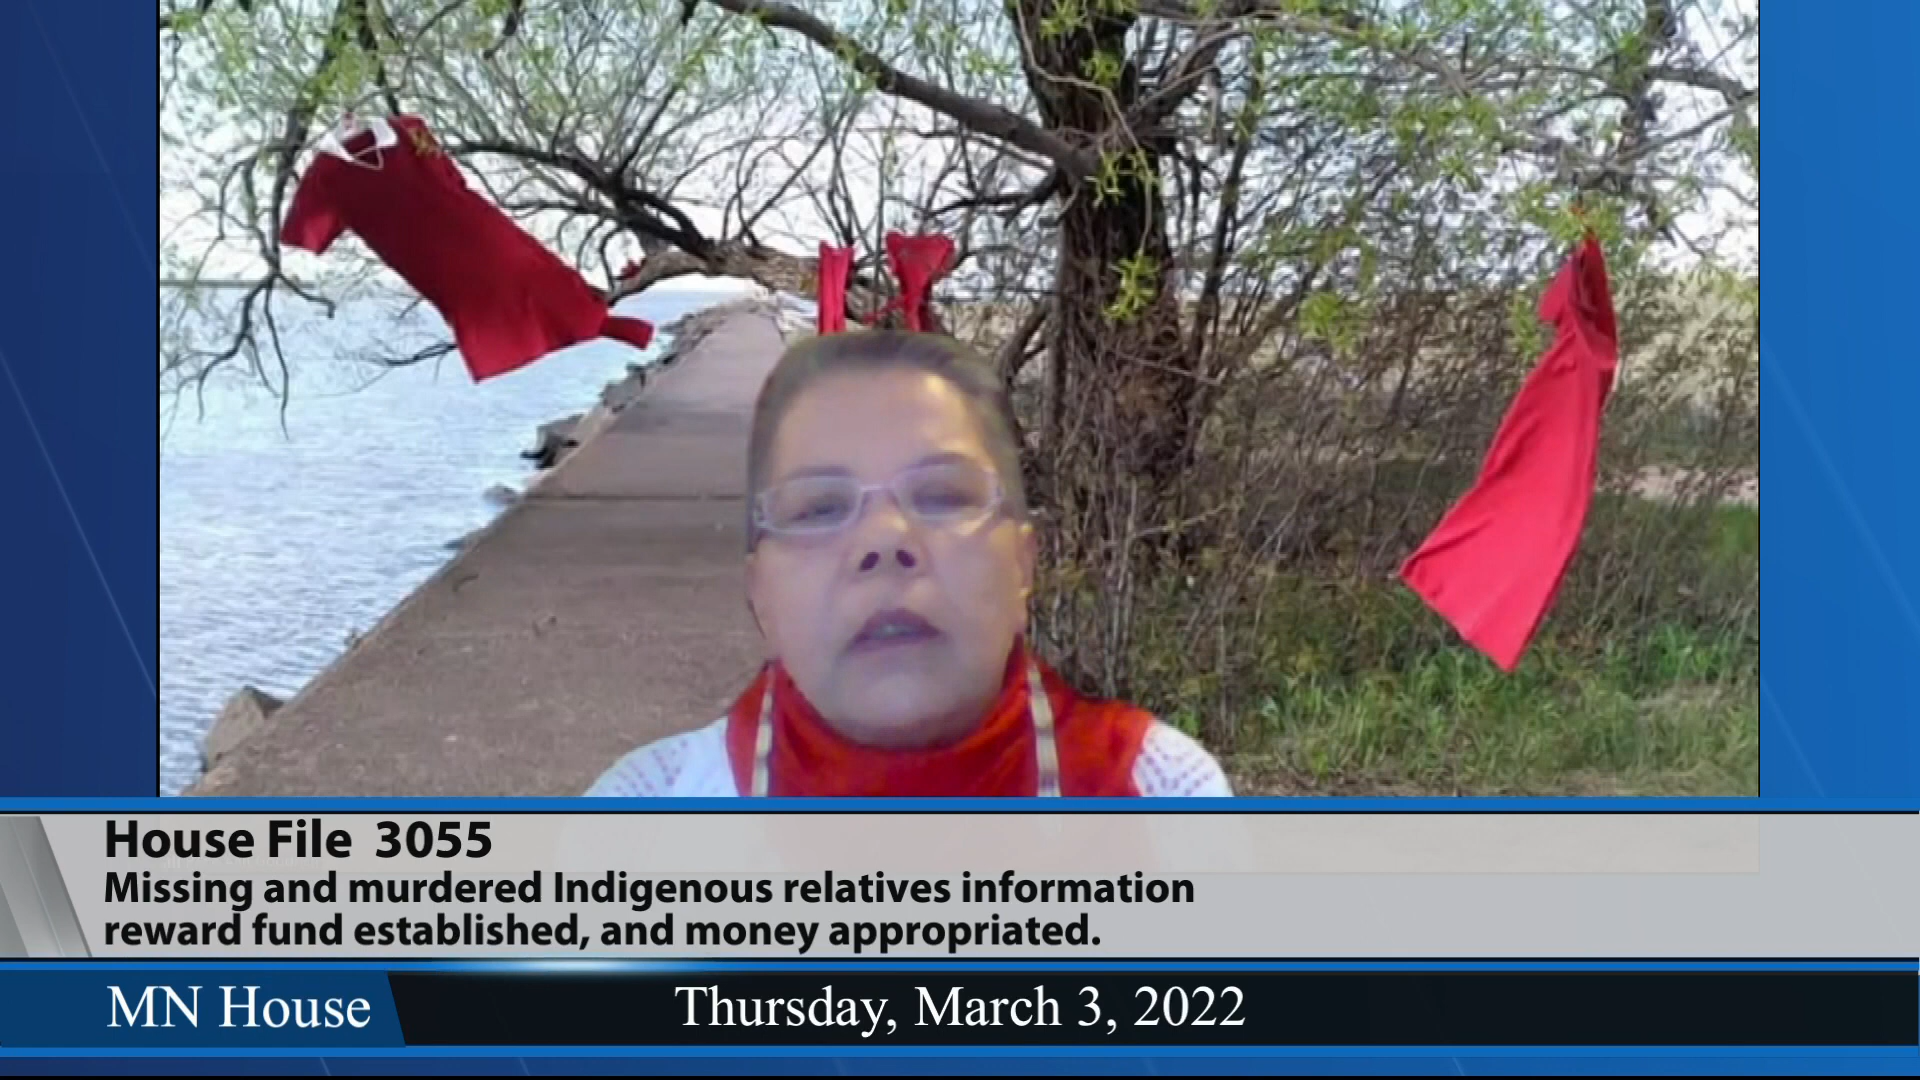 House File 3055
Missing and murdered Indigenous relatives information
reward fund established, and money appropriated.
MN House
Thursday, March 3, 2022